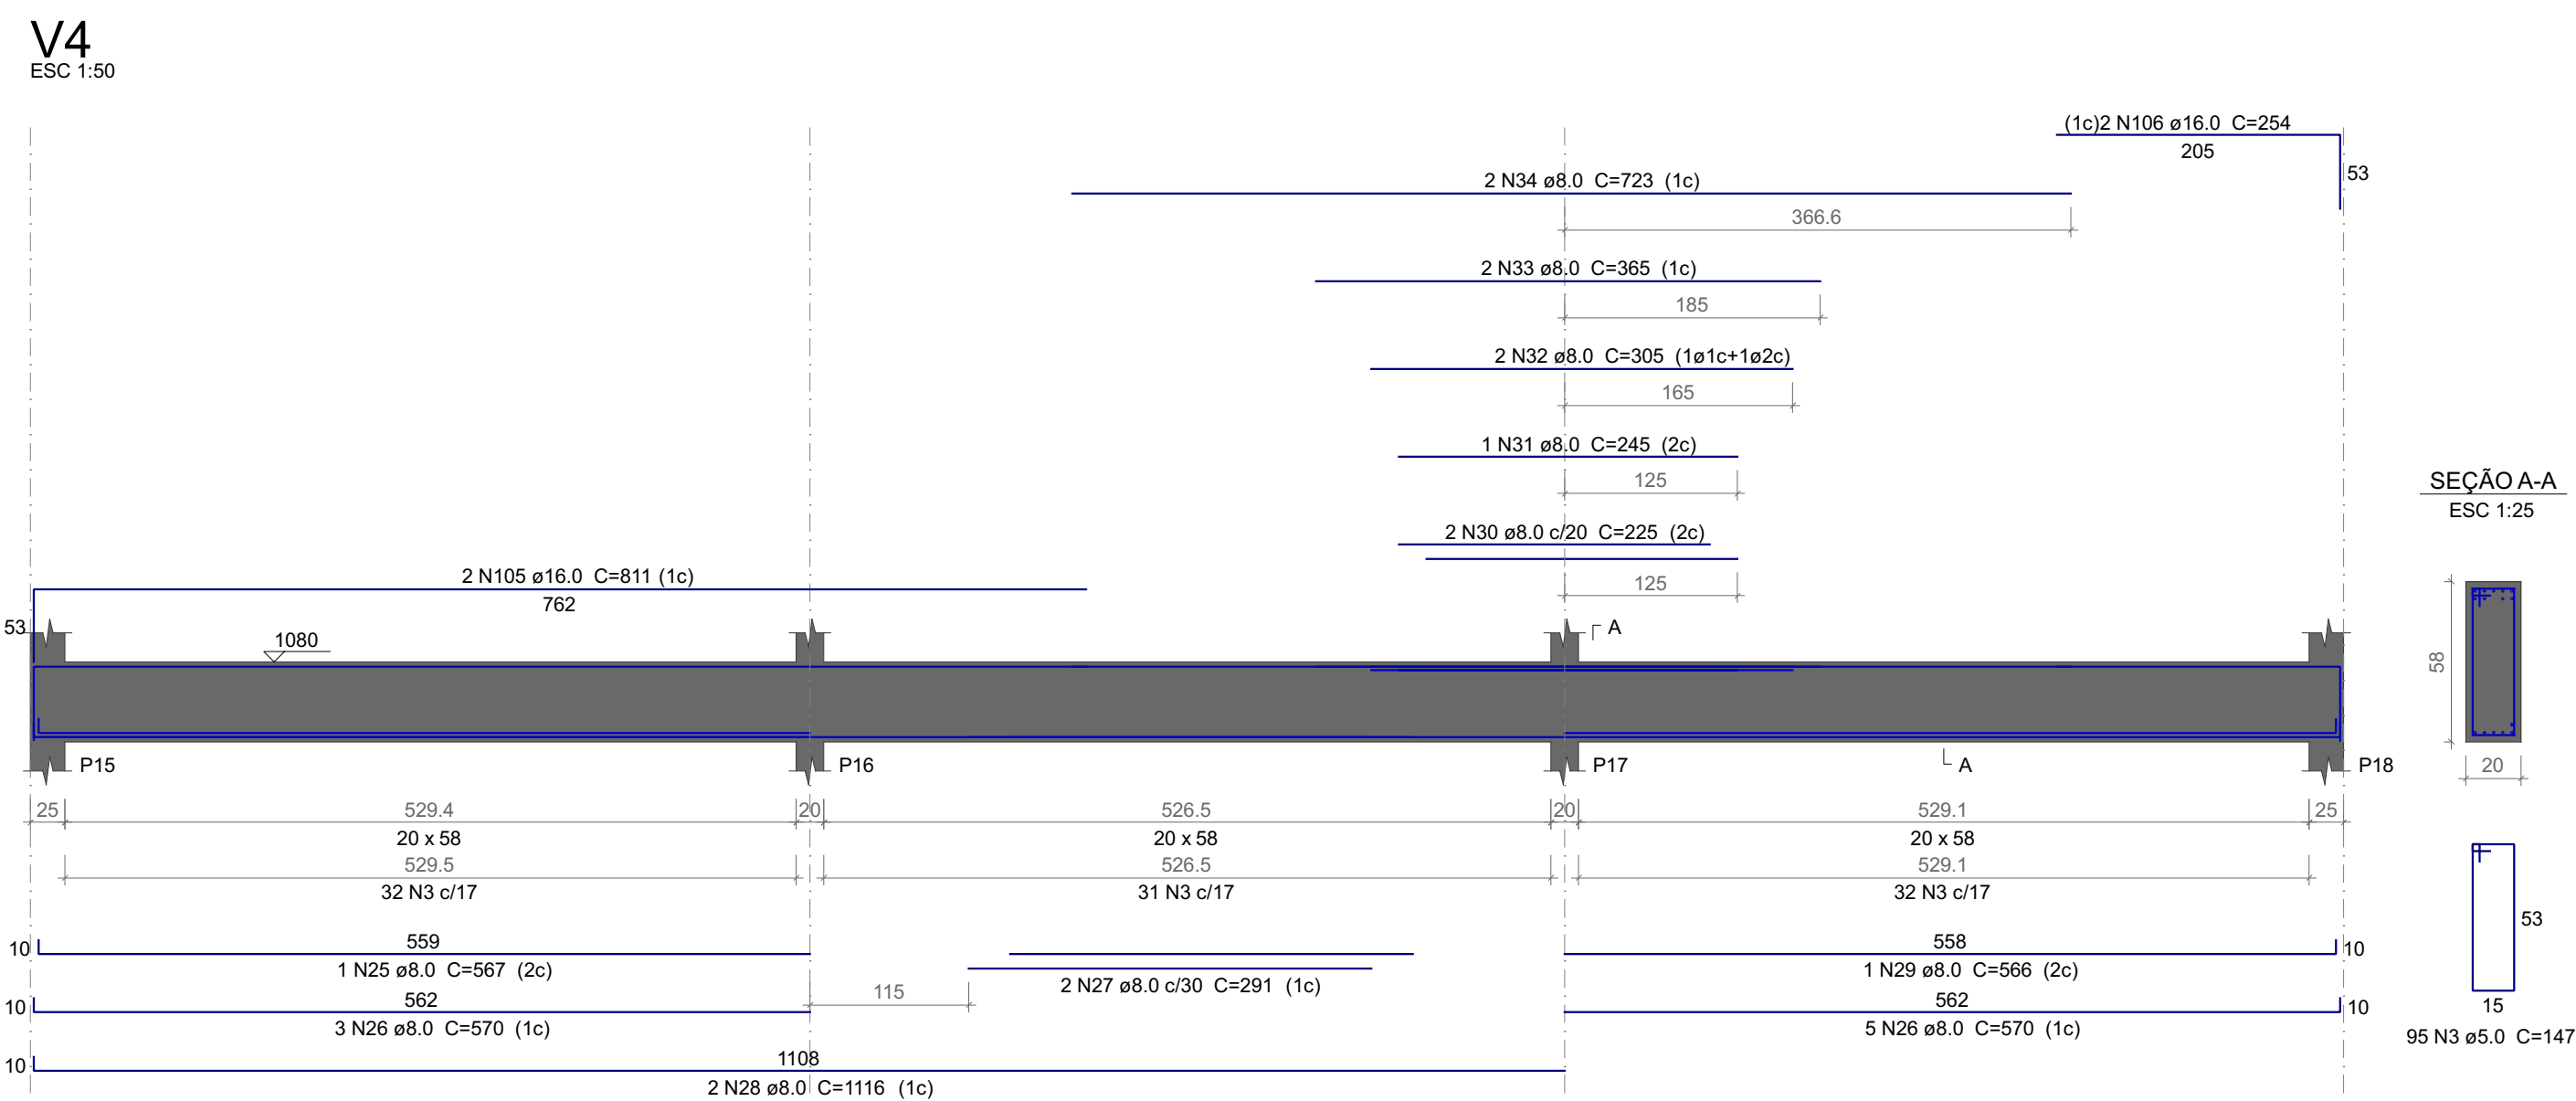 V4
ESC 1:50
(1c)2 N106 ø16.0 C=254
205
53
2 N34 ø8.0 C=723 (1c)
366.6
2 N33 ø8.0 C=365 (1c)
185
2 N32 ø8.0 C=305 (1ø1c+1ø2c)
165
1 N31 ø8.0 C=245 (2c)
125
2 N30 ø8.0 c/20 C=225 (2c)
125
2 N105 ø16.0 C=811 (1c)
762
53
1080
A
P15
P16
P17
A
P18
25 529.4 20 526.5 20 529.1 25
20 x 58 20 x 58 20 x 58
529.5 526.5 529.1
32 N3 c/17 31 N3 c/17 32 N3 c/17
10 559
1 N25 ø8.0 C=567 (2c)
10 562
3 N26 ø8.0 C=570 (1c)
10 1108
2 N28 ø8.0 C=1116 (1c)
115
2 N27 ø8.0 c/30 C=291 (1c)
558 10
1 N29 ø8.0 C=566 (2c)
562 10
5 N26 ø8.0 C=570 (1c)
SEÇÃO A-A
ESC 1:25
58
20
53
15
95 N3 ø5.0 C=147